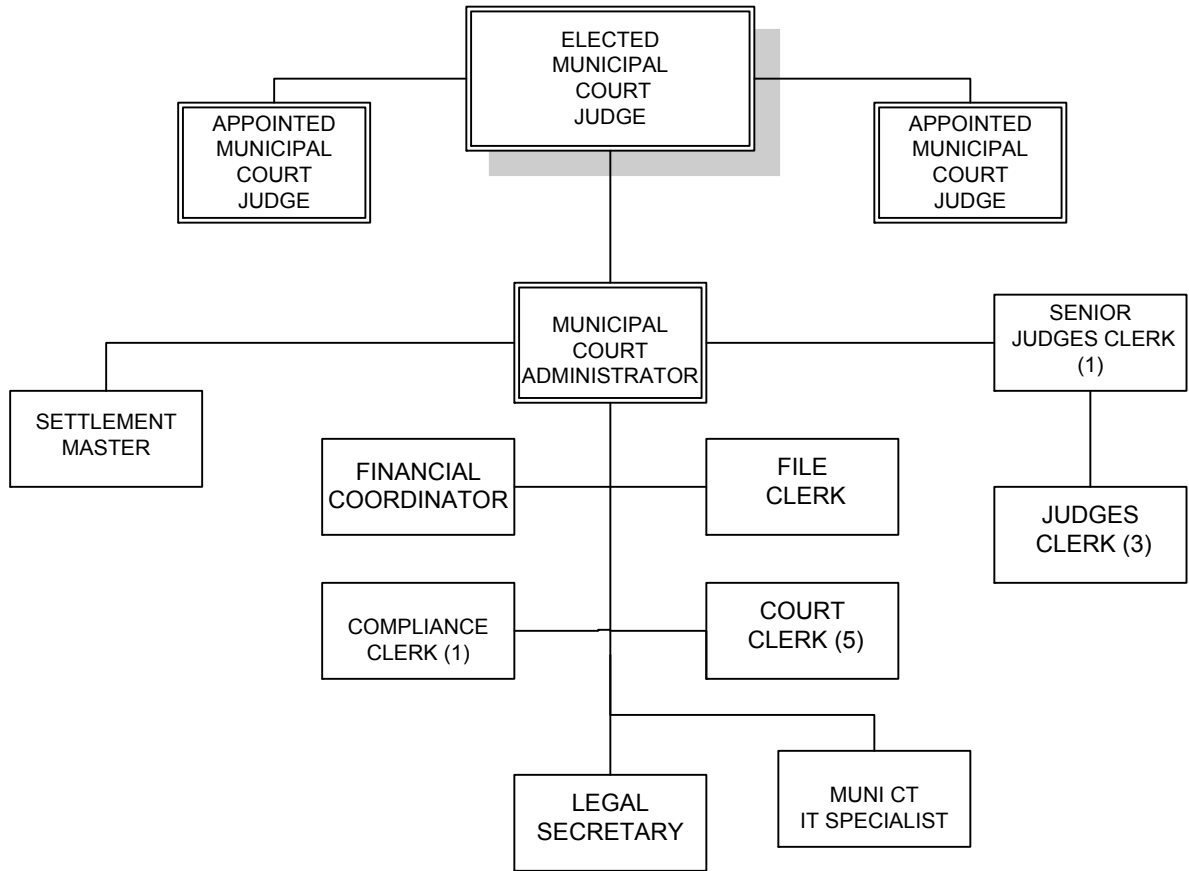 ELECTED
MUNICIPAL
COURT
JUDGE
APPOINTED
MUNICIPAL
COURT
JUDGE
APPOINTED
MUNICIPAL
COURT
JUDGE
MUNICIPAL
COURT
ADMINISTRATOR
SENIOR
JUDGES CLERK
(1)
SETTLEMENT
MASTER
FINANCIAL
COORDINATOR
FILE
CLERK
JUDGES
CLERK (3)
COMPLIANCE
CLERK (1)
COURT
CLERK (5)
LEGAL
SECRETARY
MUNI CT
IT SPECIALIST